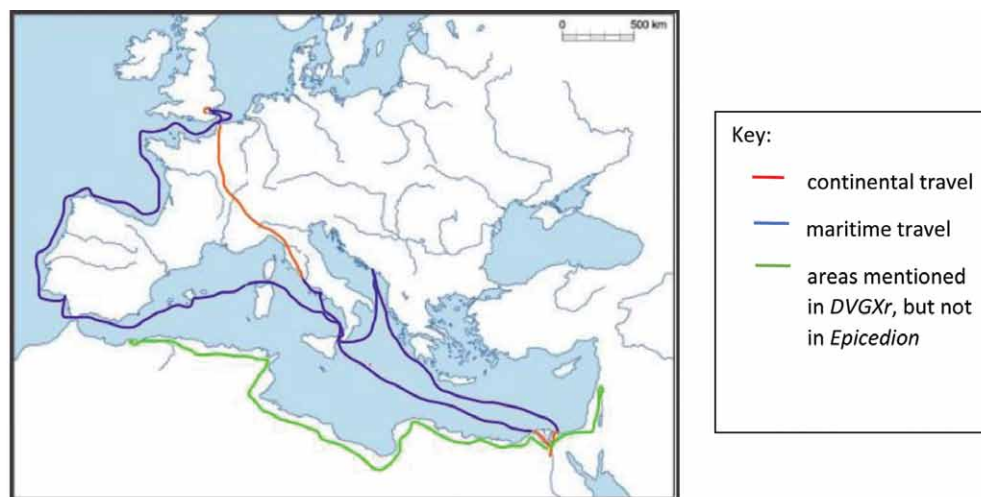 0 500 km
Key:
continental travel
maritime travel
areas mentioned
in DVGXr, but not
in Epicedion